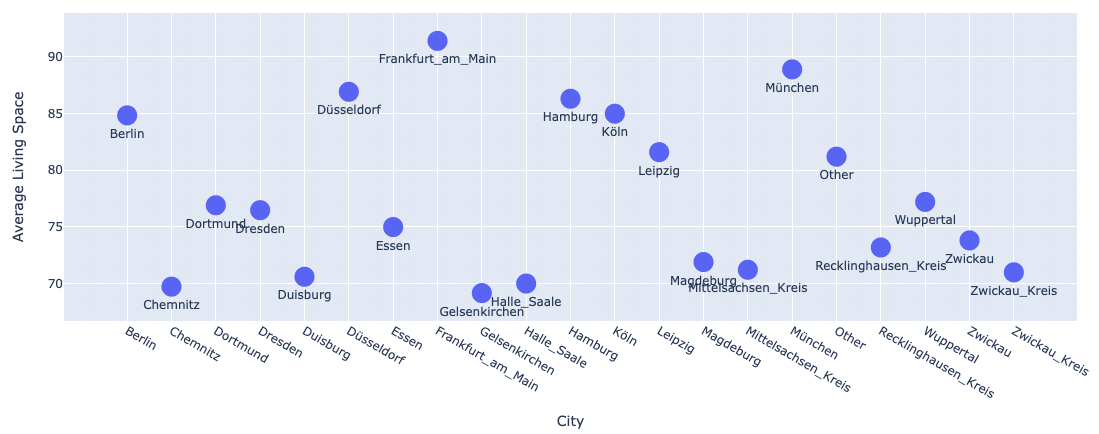 90
85
80
75
70
Average Living Space
Frankfurt_am_Main
München
Düsseldorf
Hamburg
Köln
Berlin
Leipzig
Other
Wuppertal
Dortmund
Dresden
Essen
Zwickau
Recklinghausen_Kreis
Magdeburg
Mittelsachsen_Kreis
Zwickau_Kreis
Duisburg
Halle_Saale
Chemnitz
Gelsenkirchen
Berlin
Chemnitz
Dortmund
Dresden
Duisburg
Düsseldorf
Essen
Frankfurt_am_Main
Gelsenkirchen
Halle_Saale
Hamburg
Köln
Leipzig
Magdeburg
Mittelsachsen_Kreis
München
Other
Recklinghausen_Kreis
Wuppertal
Zwickau
Zwickau_Kreis
City